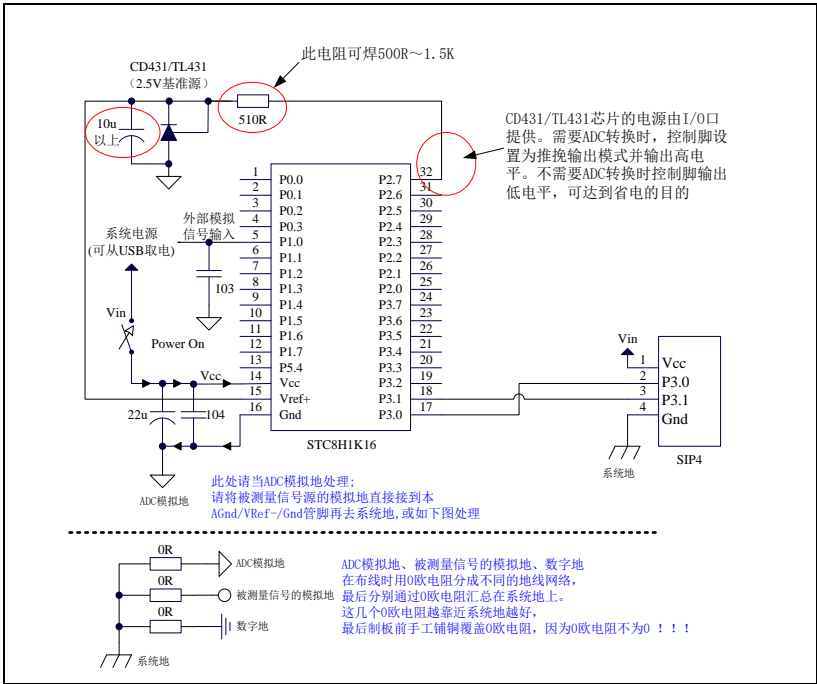 此电阻可焊500R～1.5K
CD431/TL431
（2.5V基准源）
510R
10u
以上
CD431/TL431芯片的电源由I/O口
提供。需要ADC转换时，控制脚设
置为推挽输出模式并输出高电
平。不需要ADC转换时控制脚输出
低电平，可达到省电的目的
1 P0.0 P2.7 32
2 P0.1 P2.6 31
3 P0.2 P2.5 30
4 P0.3 P2.4 29
5 P1.0 P2.3 28
6 P1.1 P2.2 27
7 P1.2 P2.1 26
8 P1.3 P2.0 25
9 P1.4 P3.7 24
10 P1.5 P3.6 23
11 P1.6 P3.5 22
12 P1.7 P3.4 21
13 P5.4 P3.3 20
14 Vcc P3.2 19
15 Vref+ P3.1 18
16 Gnd P3.0 17
STC8H1K16
外部模拟
信号输入
系统电源
(可从USB取电)
103
Vin
Power On
Vcc
22u
104
ADC模拟地
Vin
1 Vcc
2 P3.0
3 P3.1
4 Gnd
SIP4
系统地
此处请当ADC模拟地处理;
请将被测量信号源的模拟地直接接到本
AGnd/VRef-/Gnd管脚再去系统地,或如下图处理
0R
ADC模拟地
0R
被测量信号的模拟地
0R
数字地
系统地
ADC模拟地、被测量信号的模拟地、数字地
在布线时用0欧电阻分成不同的地线网络，
最后分别通过0欧电阻汇总在系统地上。
这几个0欧电阻越靠近系统地越好，
最后制板前手工铺铜覆盖0欧电阻，因为0欧电阻不为0 ！！！